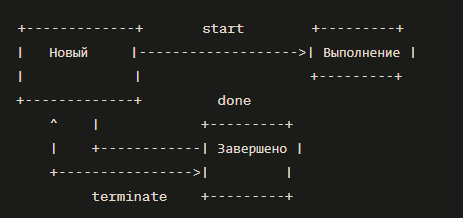 start
Новый
Выполнение
done
Завершено
terminate